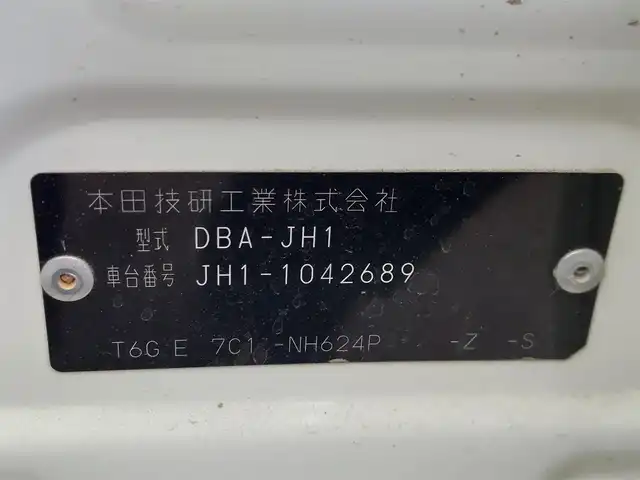 本田技研工業株式会社
型式 DBA-JH1
車台番号 JH1-1042689
T6G E 7C1 -NH624P -Z -S